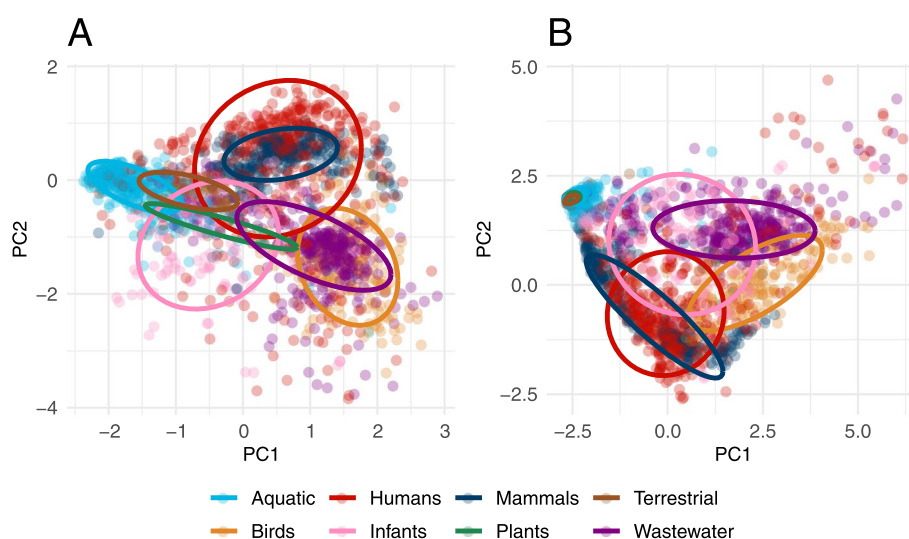 A
B
2
0
−2
−4
PC2
−2
−1
0
1
2
3
PC1
5.0
2.5
0.0
−2.5
PC2
−2.5
0.0
2.5
5.0
PC1
Aquatic Humans Mammals Terrestrial
Birds Infants Plants Wastewater